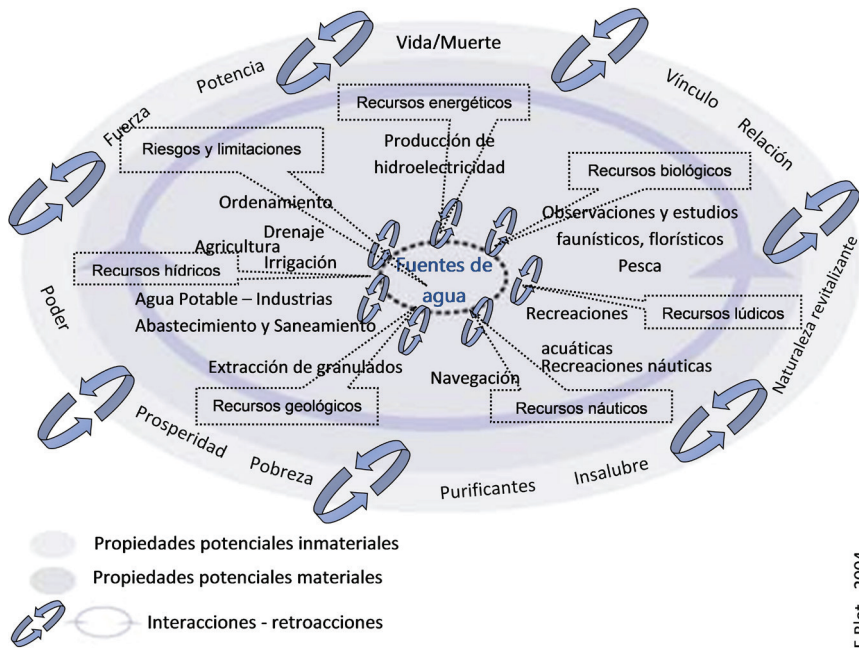 Vida/Muerte
Potencia
Fuerza
Vínculo
Relación
Recursos energéticos
Producción de
hidroelectricidad
Riesgos y limitaciones
Recursos biológicos
Ordenamiento
Observaciones y estudios
faunísticos, florísticos
Pesca
Drenaje
Agricultura
Irrigación
Recursos hídricos
Fuentes de
agua
Agua Potable – Industrias
Abastecimiento y Saneamiento
Recreaciones
acuáticas
Recursos lúdicos
Naturaleza revitalizante
Poder
Recreaciones náuticas
Extracción de granulados
Navegación
Recursos geológicos
Recursos náuticos
Prosperidad
Pobreza
Purificantes
Insalubre
Propiedades potenciales inmateriales
Propiedades potenciales materiales
Interacciones - retroacciones